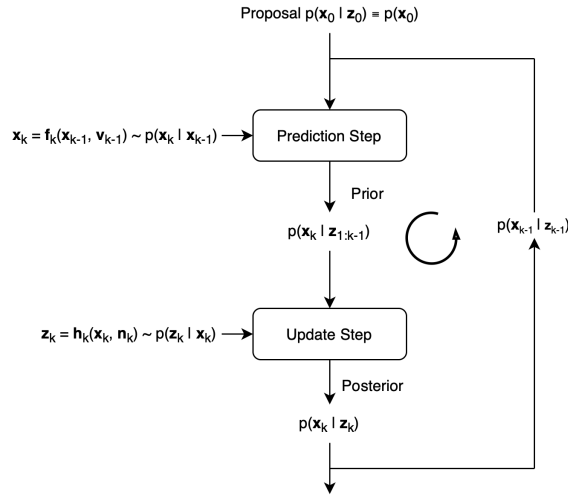 Proposal p(x₀ | z₀) ≡ p(x₀)
xₖ = fₖ(xₖ₋₁, vₖ₋₁) ~ p(xₖ | xₖ₋₁)
Prediction Step
Prior
p(xₖ | z₁:ₖ₋₁)
p(xₖ₋₁ | zₖ₋₁)
zₖ = hₖ(xₖ, nₖ) ~ p(zₖ | xₖ)
Update Step
Posterior
p(xₖ | zₖ)